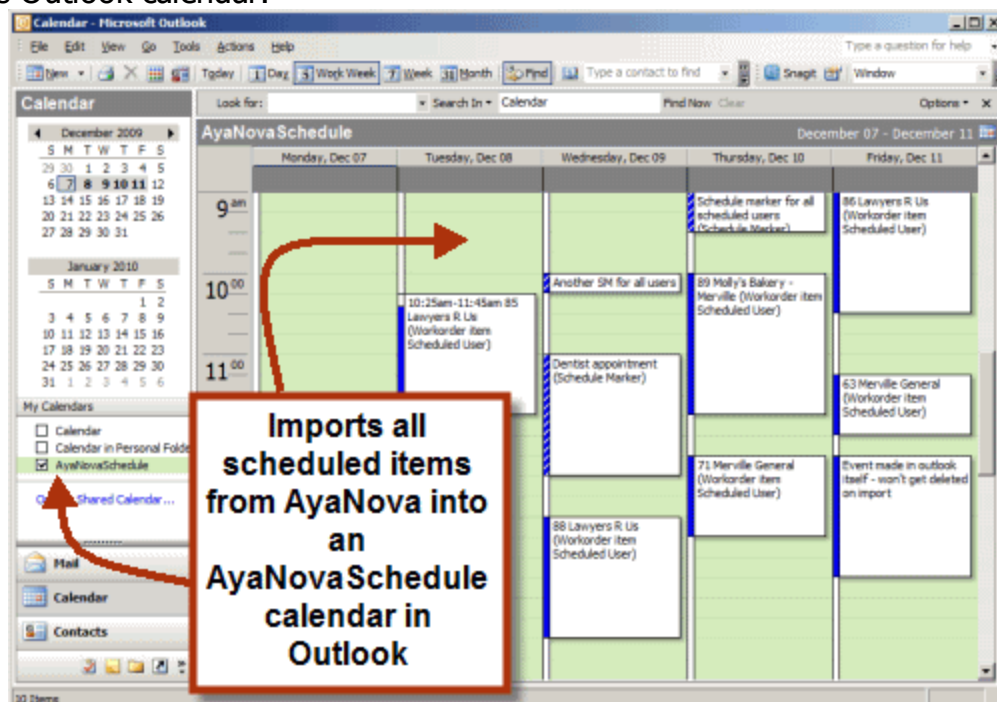 Outlook calendar.
Calendar - Microsoft Outlook
File Edit View Go Tools Actions Help
Type a question for help
New Today 1 Day 5 Work Week 7 Week 31 Month Find Type a contact to find Snagit Window
Calendar
Look for: Search In Calendar Find Now Clear Options
December 2009
S M T W T F S
29 30 1 2 3 4 5
6 7 8 9 10 11 12
13 14 15 16 17 18 19
20 21 22 23 24 25 26
27 28 29 30 31
January 2010
S M T W T F S
1 2
3 4 5 6 7 8 9
10 11 12 13 14 15 16
17 18 19 20 21 22 23
24 25 26 27 28 29 30
31 1 2 3 4 5 6
My Calendars
Calendar
Calendar in Personal Folde
AyaNovaSchedule
Shared Calendar...
Mail
Calendar
Contacts
10 Items
AyaNovaSchedule
December 07 - December 11
Monday, Dec 07
Tuesday, Dec 08
Wednesday, Dec 09
Thursday, Dec 10
Friday, Dec 11
9 am
10 00
11 00
10:25am-11:45am 85
Lawyers R Us
(Workorder item
Scheduled User)
Another SM for all users
Dentist appointment
(Schedule Marker)
88 Lawyers R Us
(Workorder item
Scheduled User)
Schedule marker for all
scheduled users
(Schedule Marker)
89 Molly's Bakery -
Merville (Workorder item
Scheduled User)
71 Merville General
(Workorder item
Scheduled User)
86 Lawyers R Us
(Workorder item
Scheduled User)
63 Merville General
(Workorder item
Scheduled User)
Event made in outlook
itself - won't get deleted
on import
Imports all
scheduled items
from AyaNova into
an
AyaNovaSchedule
calendar in
Outlook